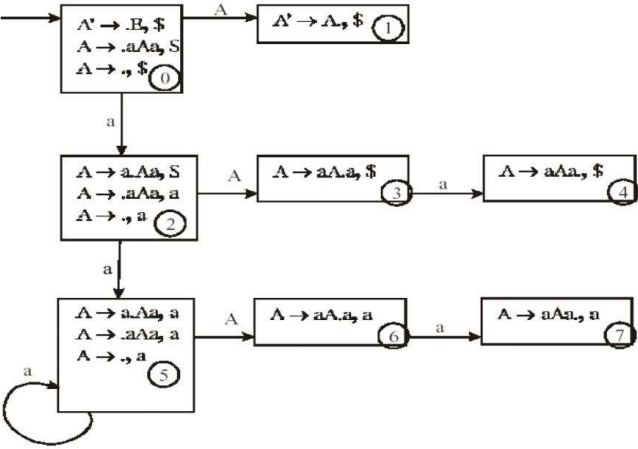 A' → .E, $
A → .aAa, S
A → ., $
0
A
A' → A., $
1
a
A → a.Aa, S
A → .aAa, a
A → ., a
2
A
A → aA.a, $
3
a
A → aAa., $
4
a
A → a.Aa, a
A → .aAa, a
A → ., a
5
A
A → aA.a, a
6
a
A → aAa., a
7
a